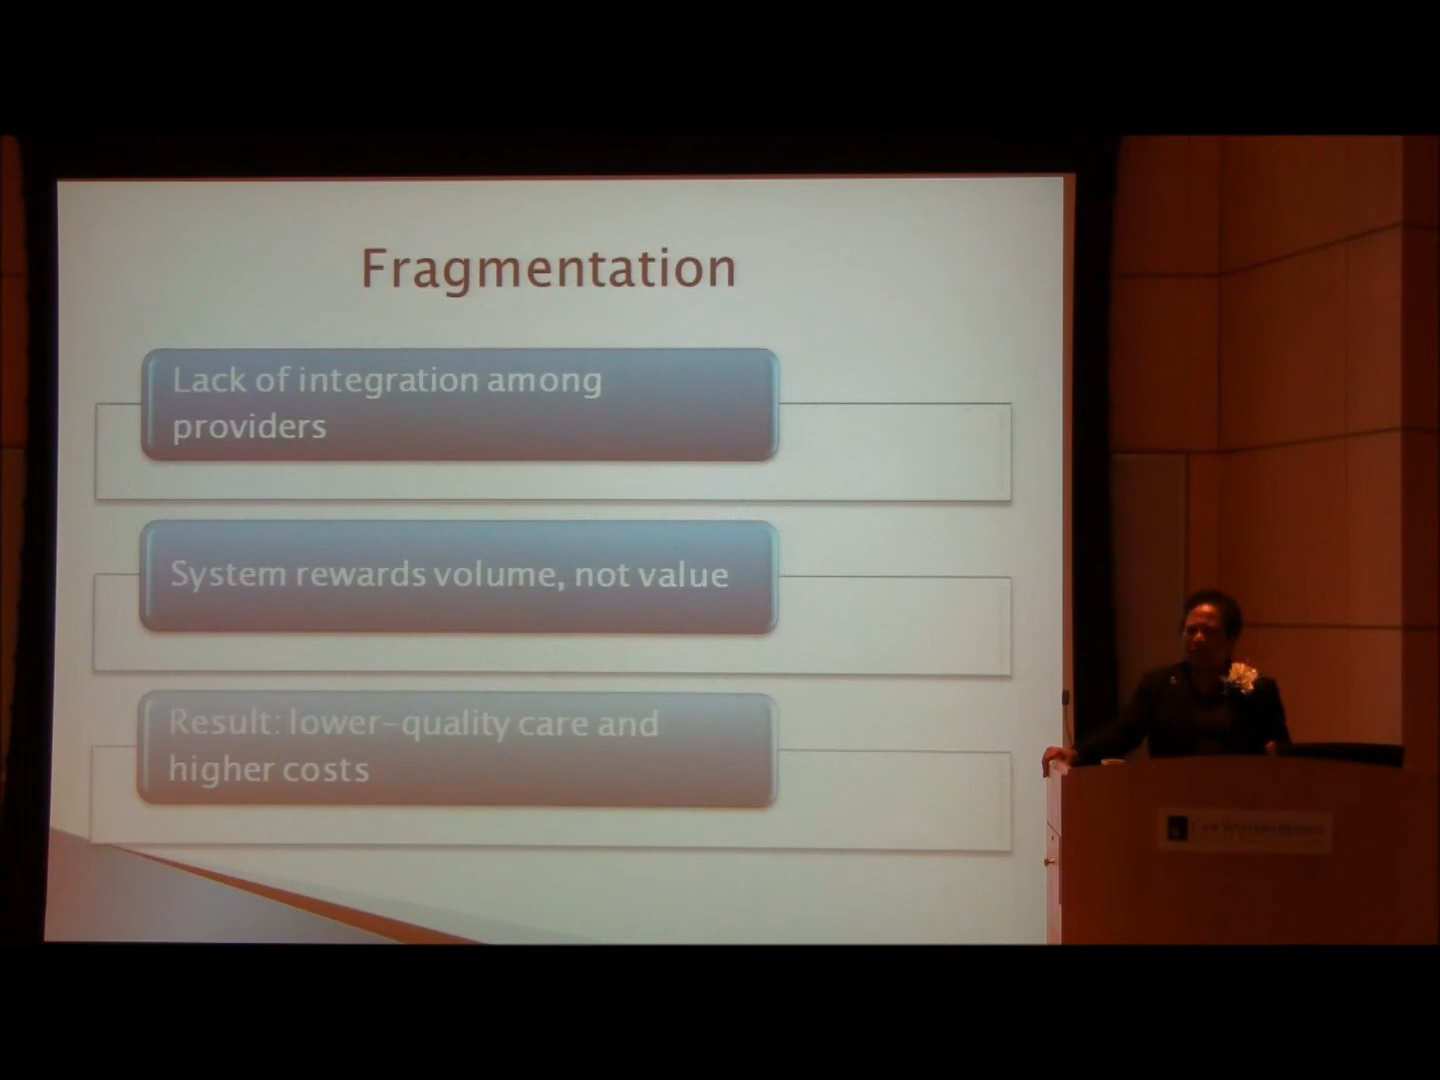 Fragmentation
Lack of integration among
providers
System rewards volume, not value
Result: lower-quality care and
higher costs